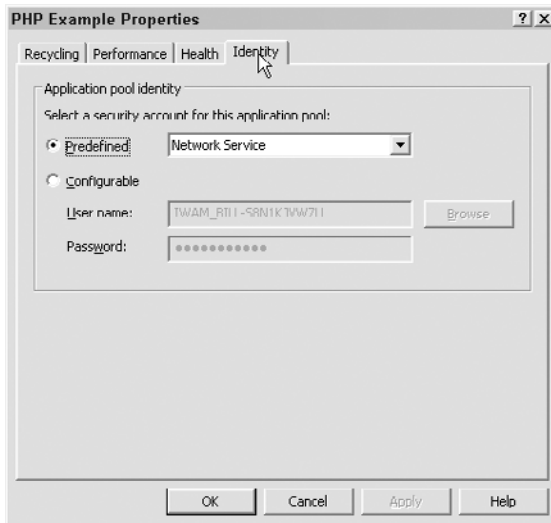 PHP Example Properties
Recycling Performance Health Identity
Application pool identity
Select a security account for this application pool:
Predefined Network Service
Configurable
User name: Browse
Password:
OK Cancel Apply Help